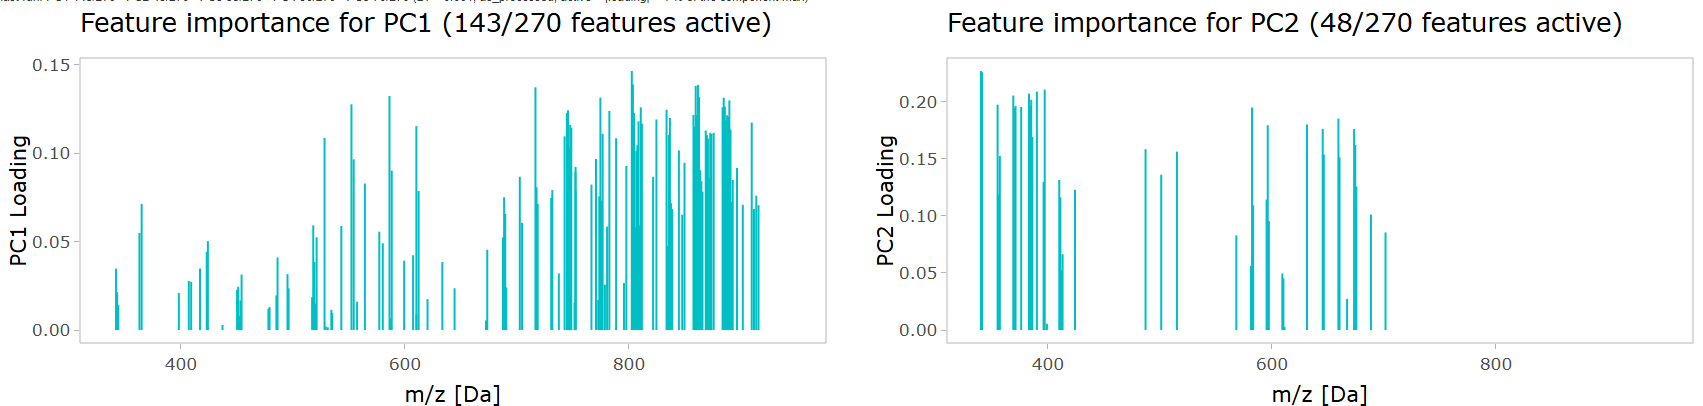 Feature importance for PC1 (143/270 features active)
Feature importance for PC2 (48/270 features active)
0.15
0.10
0.05
0.00
PC1 Loading
400
600
800
m/z [Da]
0.20
0.15
0.10
0.05
0.00
PC2 Loading
400
600
800
m/z [Da]